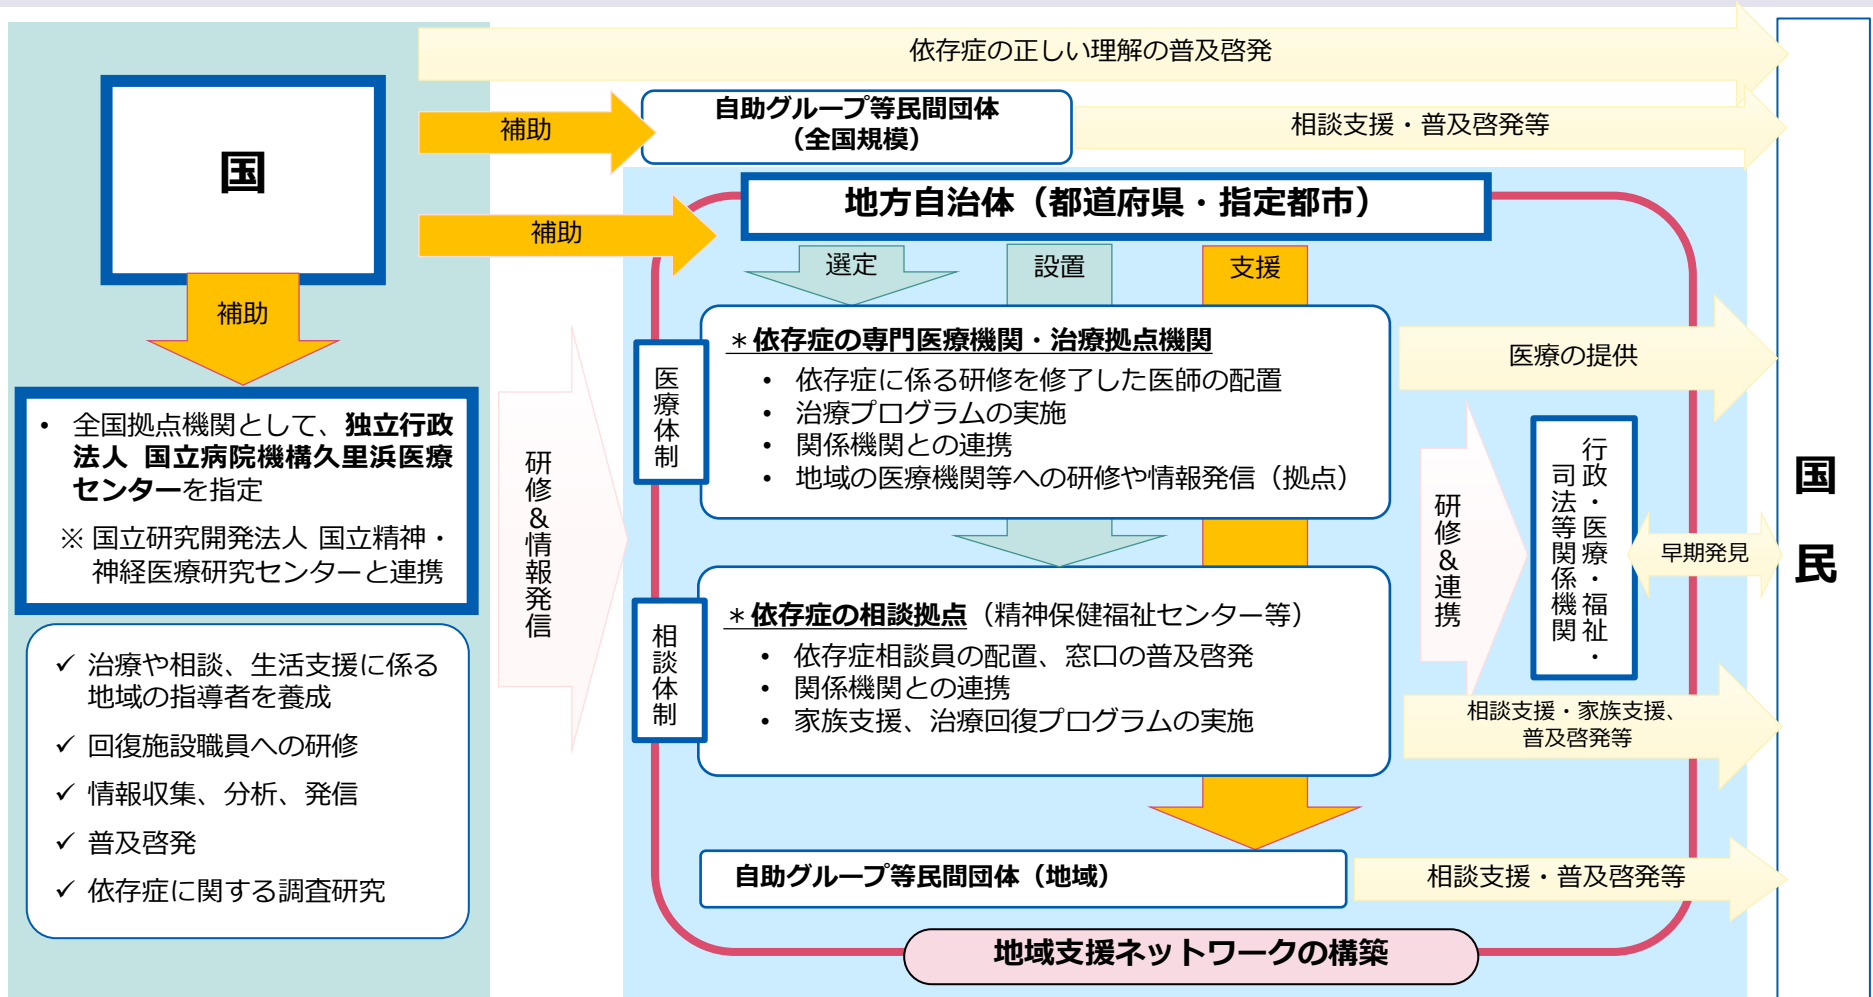 依存症の正しい理解の普及啓発
国
補助
自助グループ等民間団体
（全国規模）
相談支援・普及啓発等
補助
地方自治体（都道府県・指定都市）
選定
設置
支援
補助
• 全国拠点機関として、独立行政
法人 国立病院機構久里浜医療
センターを指定
※ 国立研究開発法人 国立精神・
神経医療研究センターと連携
✓ 治療や相談、生活支援に係る
地域の指導者を養成
✓ 回復施設職員への研修
✓ 情報収集、分析、発信
✓ 普及啓発
✓ 依存症に関する調査研究
研修&情報発信
医療体制
＊依存症の専門医療機関・治療拠点機関
• 依存症に係る研修を修了した医師の配置
• 治療プログラムの実施
• 関係機関との連携
• 地域の医療機関等への研修や情報発信（拠点）
医療の提供
相談体制
＊依存症の相談拠点（精神保健福祉センター等）
• 依存症相談員の配置、窓口の普及啓発
• 関係機関との連携
• 家族支援、治療回復プログラムの実施
研修&連携
行政・医療・福祉・
司法等関係機関
早期発見
相談支援・家族支援、
普及啓発等
自助グループ等民間団体（地域）
相談支援・普及啓発等
地域支援ネットワークの構築
国民